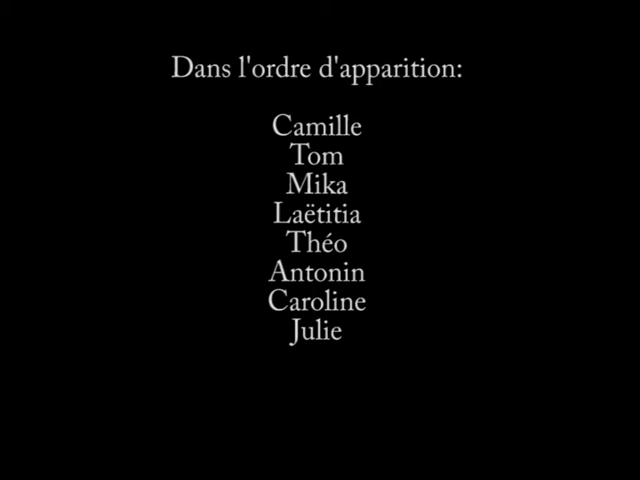 Dans l'ordre d'apparition:
Camille
Tom
Mika
Laëtitia
Théo
Antonin
Caroline
Julie